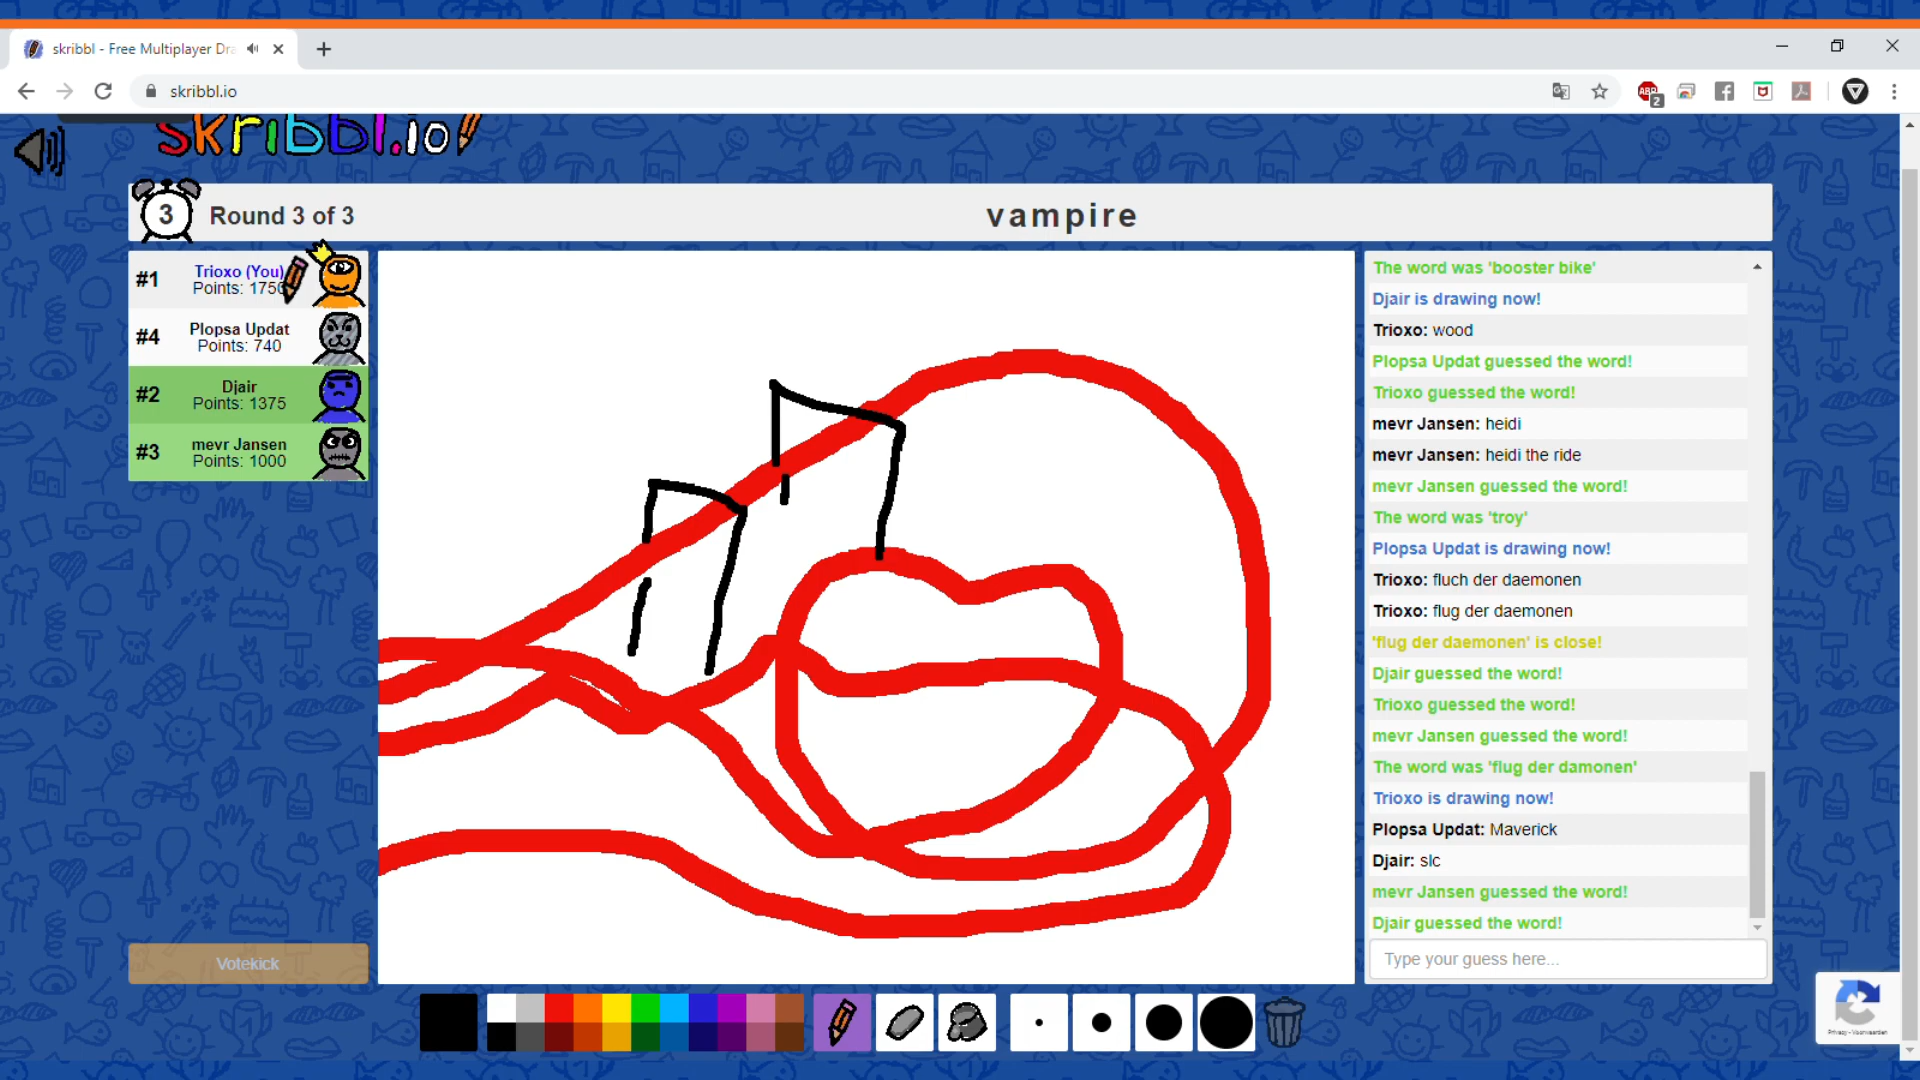 skribbl - Free Multiplayer Dra
skribbl.io
ABP
2
skribbl.io
3
Round 3 of 3
vampire
#1
Trioxo (You)
Points: 1750
#4
Plopsa Updat
Points: 740
#2
Djair
Points: 1375
#3
mevr Jansen
Points: 1000
Votekick
The word was 'booster bike'
Djair is drawing now!
Trioxo: wood
Plopsa Updat guessed the word!
Trioxo guessed the word!
mevr Jansen: heidi
mevr Jansen: heidi the ride
mevr Jansen guessed the word!
The word was 'troy'
Plopsa Updat is drawing now!
Trioxo: fluch der daemonen
Trioxo: flug der daemonen
'flug der daemonen' is close!
Djair guessed the word!
Trioxo guessed the word!
mevr Jansen guessed the word!
The word was 'flug der damonen'
Trioxo is drawing now!
Plopsa Updat: Maverick
Djair: slc
mevr Jansen guessed the word!
Djair guessed the word!
Type your guess here...
Privacy - Voorwaarden